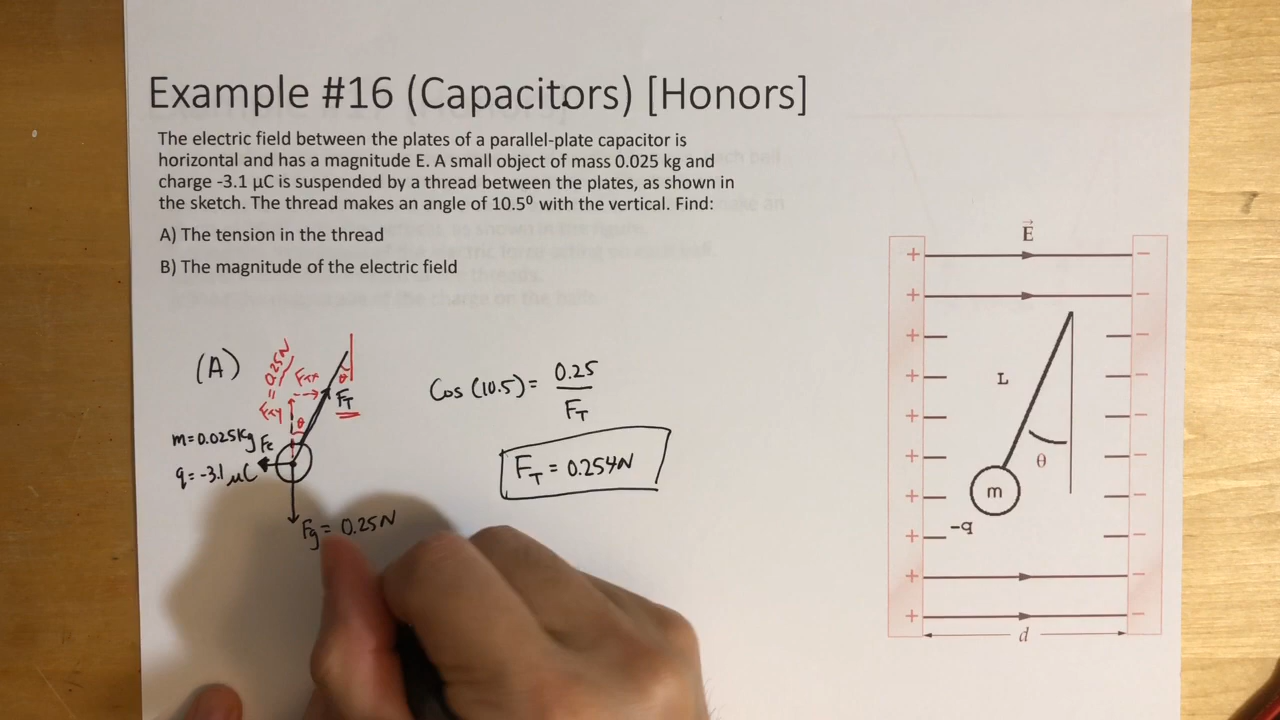 Example #16 (Capacitors) [Honors]
The electric field between the plates of a parallel-plate capacitor is
horizontal and has a magnitude E. A small object of mass 0.025 kg and
charge -3.1 µC is suspended by a thread between the plates, as shown in
the sketch. The thread makes an angle of 10.5⁰ with the vertical. Find:
A) The tension in the thread
B) The magnitude of the electric field
(A)
FTy = 0.25N
FTx
θ
θ
FT
m=0.025Kg
Fe
q=-3.1 µC
Fg = 0.25N
Cos (10.5) = 0.25
FT
FT = 0.254N
E
+ −
+ −
+ −
+ −
L
+ −
+ −
θ
+ −
m
-q
+ −
+ −
+ −
d